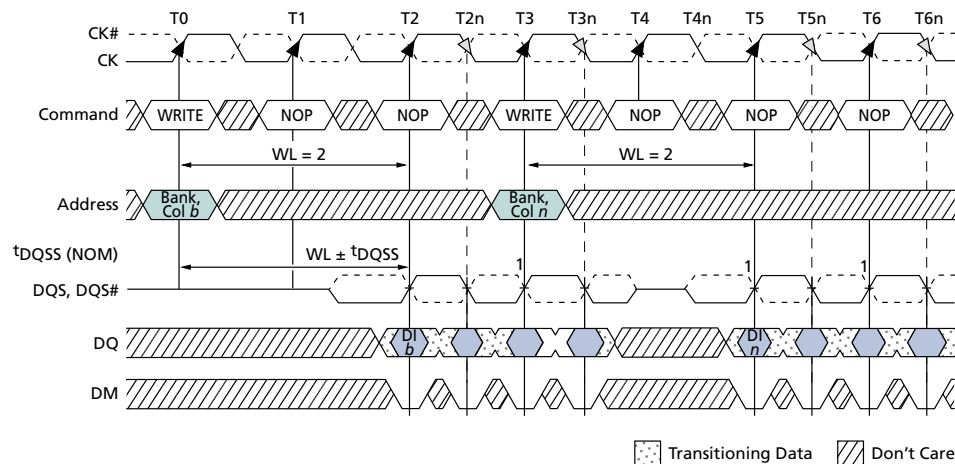 T0 T1 T2 T2n T3 T3n T4 T4n T5 T5n T6 T6n
CK#
CK
Command WRITE NOP NOP WRITE NOP NOP NOP
WL = 2 WL = 2
Address Bank, Col b Bank, Col n
tDQSS (NOM)
WL ± tDQSS 1 1 1
DQS, DQS#
DQ DI b DI n
DM
Transitioning Data Don't Care